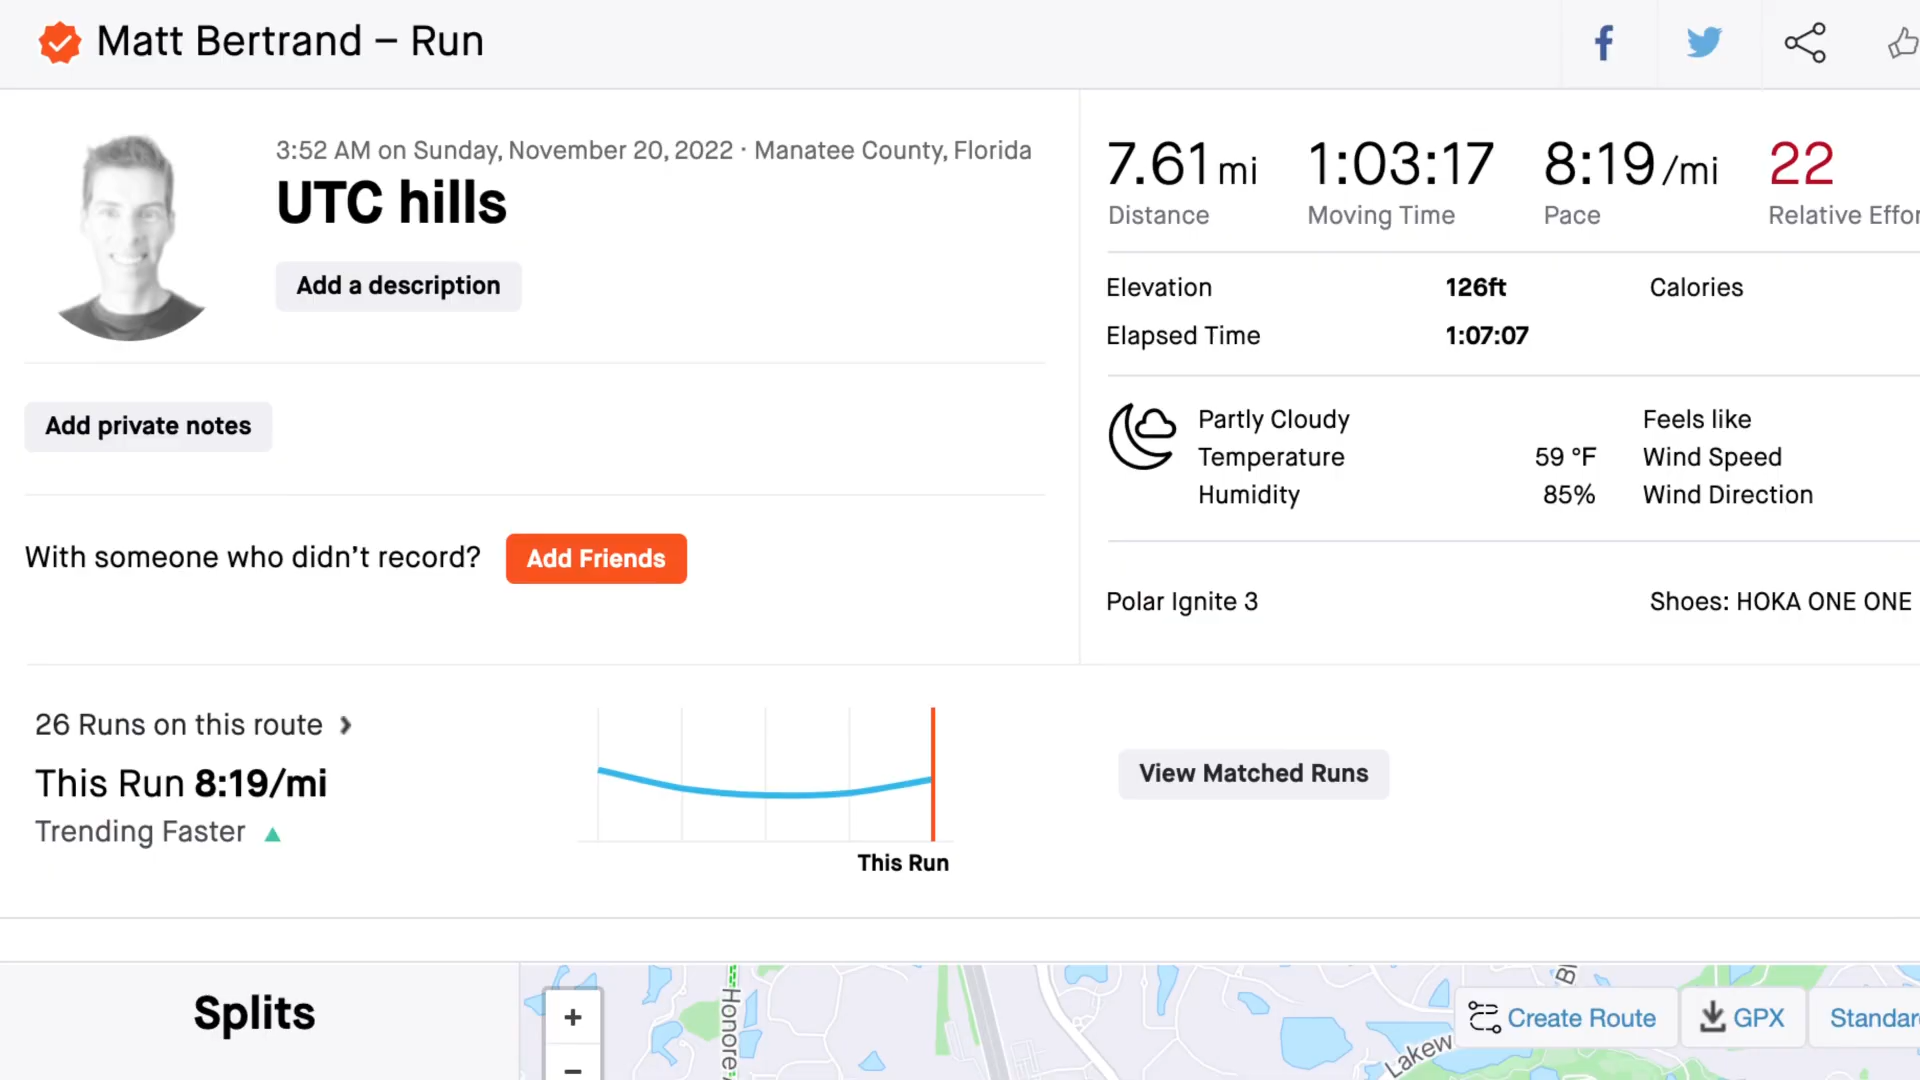 Matt Bertrand – Run
3:52 AM on Sunday, November 20, 2022 · Manatee County, Florida
UTC hills
Add a description
Add private notes
With someone who didn’t record?
Add Friends
7.61 mi
Distance
1:03:17
Moving Time
8:19 /mi
Pace
22
Relative Effor
Elevation
126ft
Calories
Elapsed Time
1:07:07
Partly Cloudy
Feels like
Temperature
59 °F
Wind Speed
Humidity
85%
Wind Direction
Polar Ignite 3
Shoes: HOKA ONE ONE
26 Runs on this route
This Run 8:19/mi
Trending Faster
This Run
View Matched Runs
Splits
+
−
Honore
Lakew
Bl
Create Route
GPX
Standar